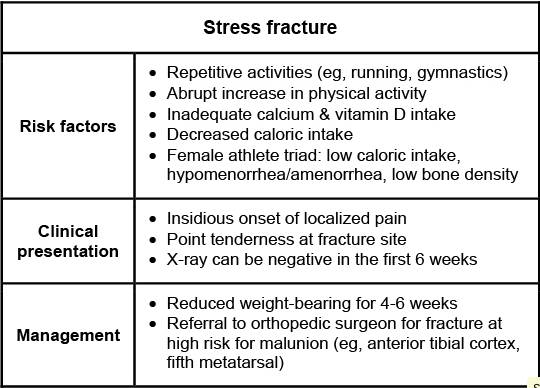 Stress fracture
Risk factors
• Repetitive activities (eg, running, gymnastics)
• Abrupt increase in physical activity
• Inadequate calcium & vitamin D intake
• Decreased caloric intake
• Female athlete triad: low caloric intake,
hypomenorrhea/amenorrhea, low bone density
Clinical
presentation
• Insidious onset of localized pain
• Point tenderness at fracture site
• X-ray can be negative in the first 6 weeks
Management
• Reduced weight-bearing for 4-6 weeks
• Referral to orthopedic surgeon for fracture at
high risk for malunion (eg, anterior tibial cortex,
fifth metatarsal)